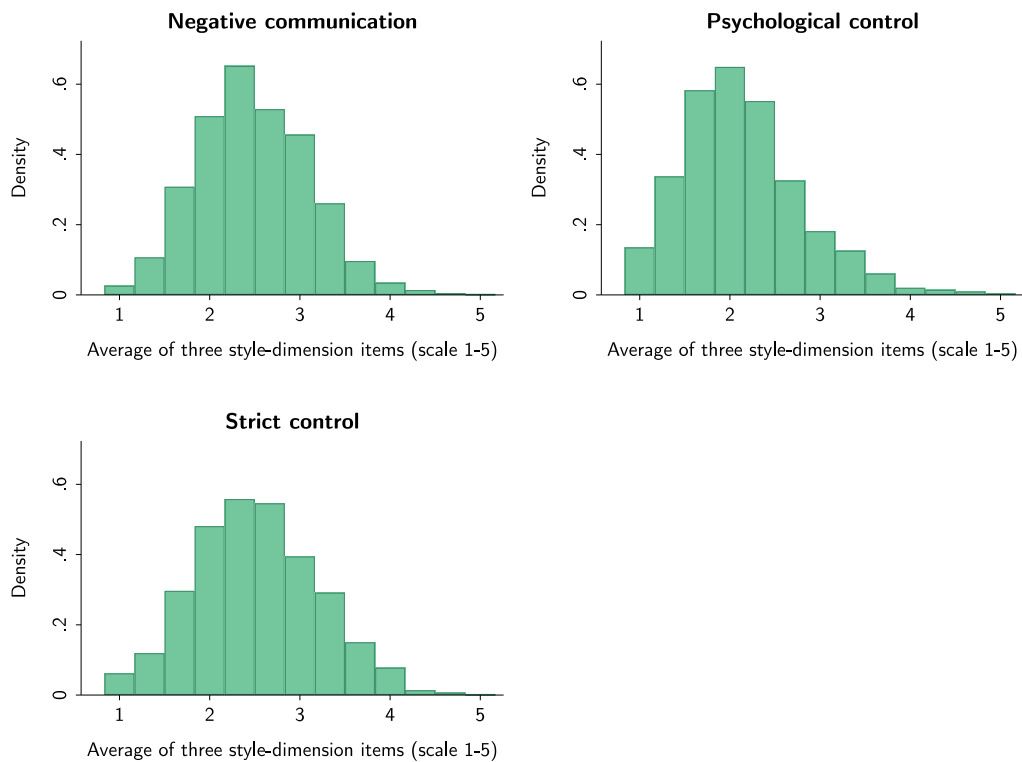 Negative communication
Density
.6
.4
.2
0
1 2 3 4 5
Average of three style-dimension items (scale 1-5)
Psychological control
Density
.6
.4
.2
0
1 2 3 4 5
Average of three style-dimension items (scale 1-5)
Strict control
Density
.6
.4
.2
0
1 2 3 4 5
Average of three style-dimension items (scale 1-5)